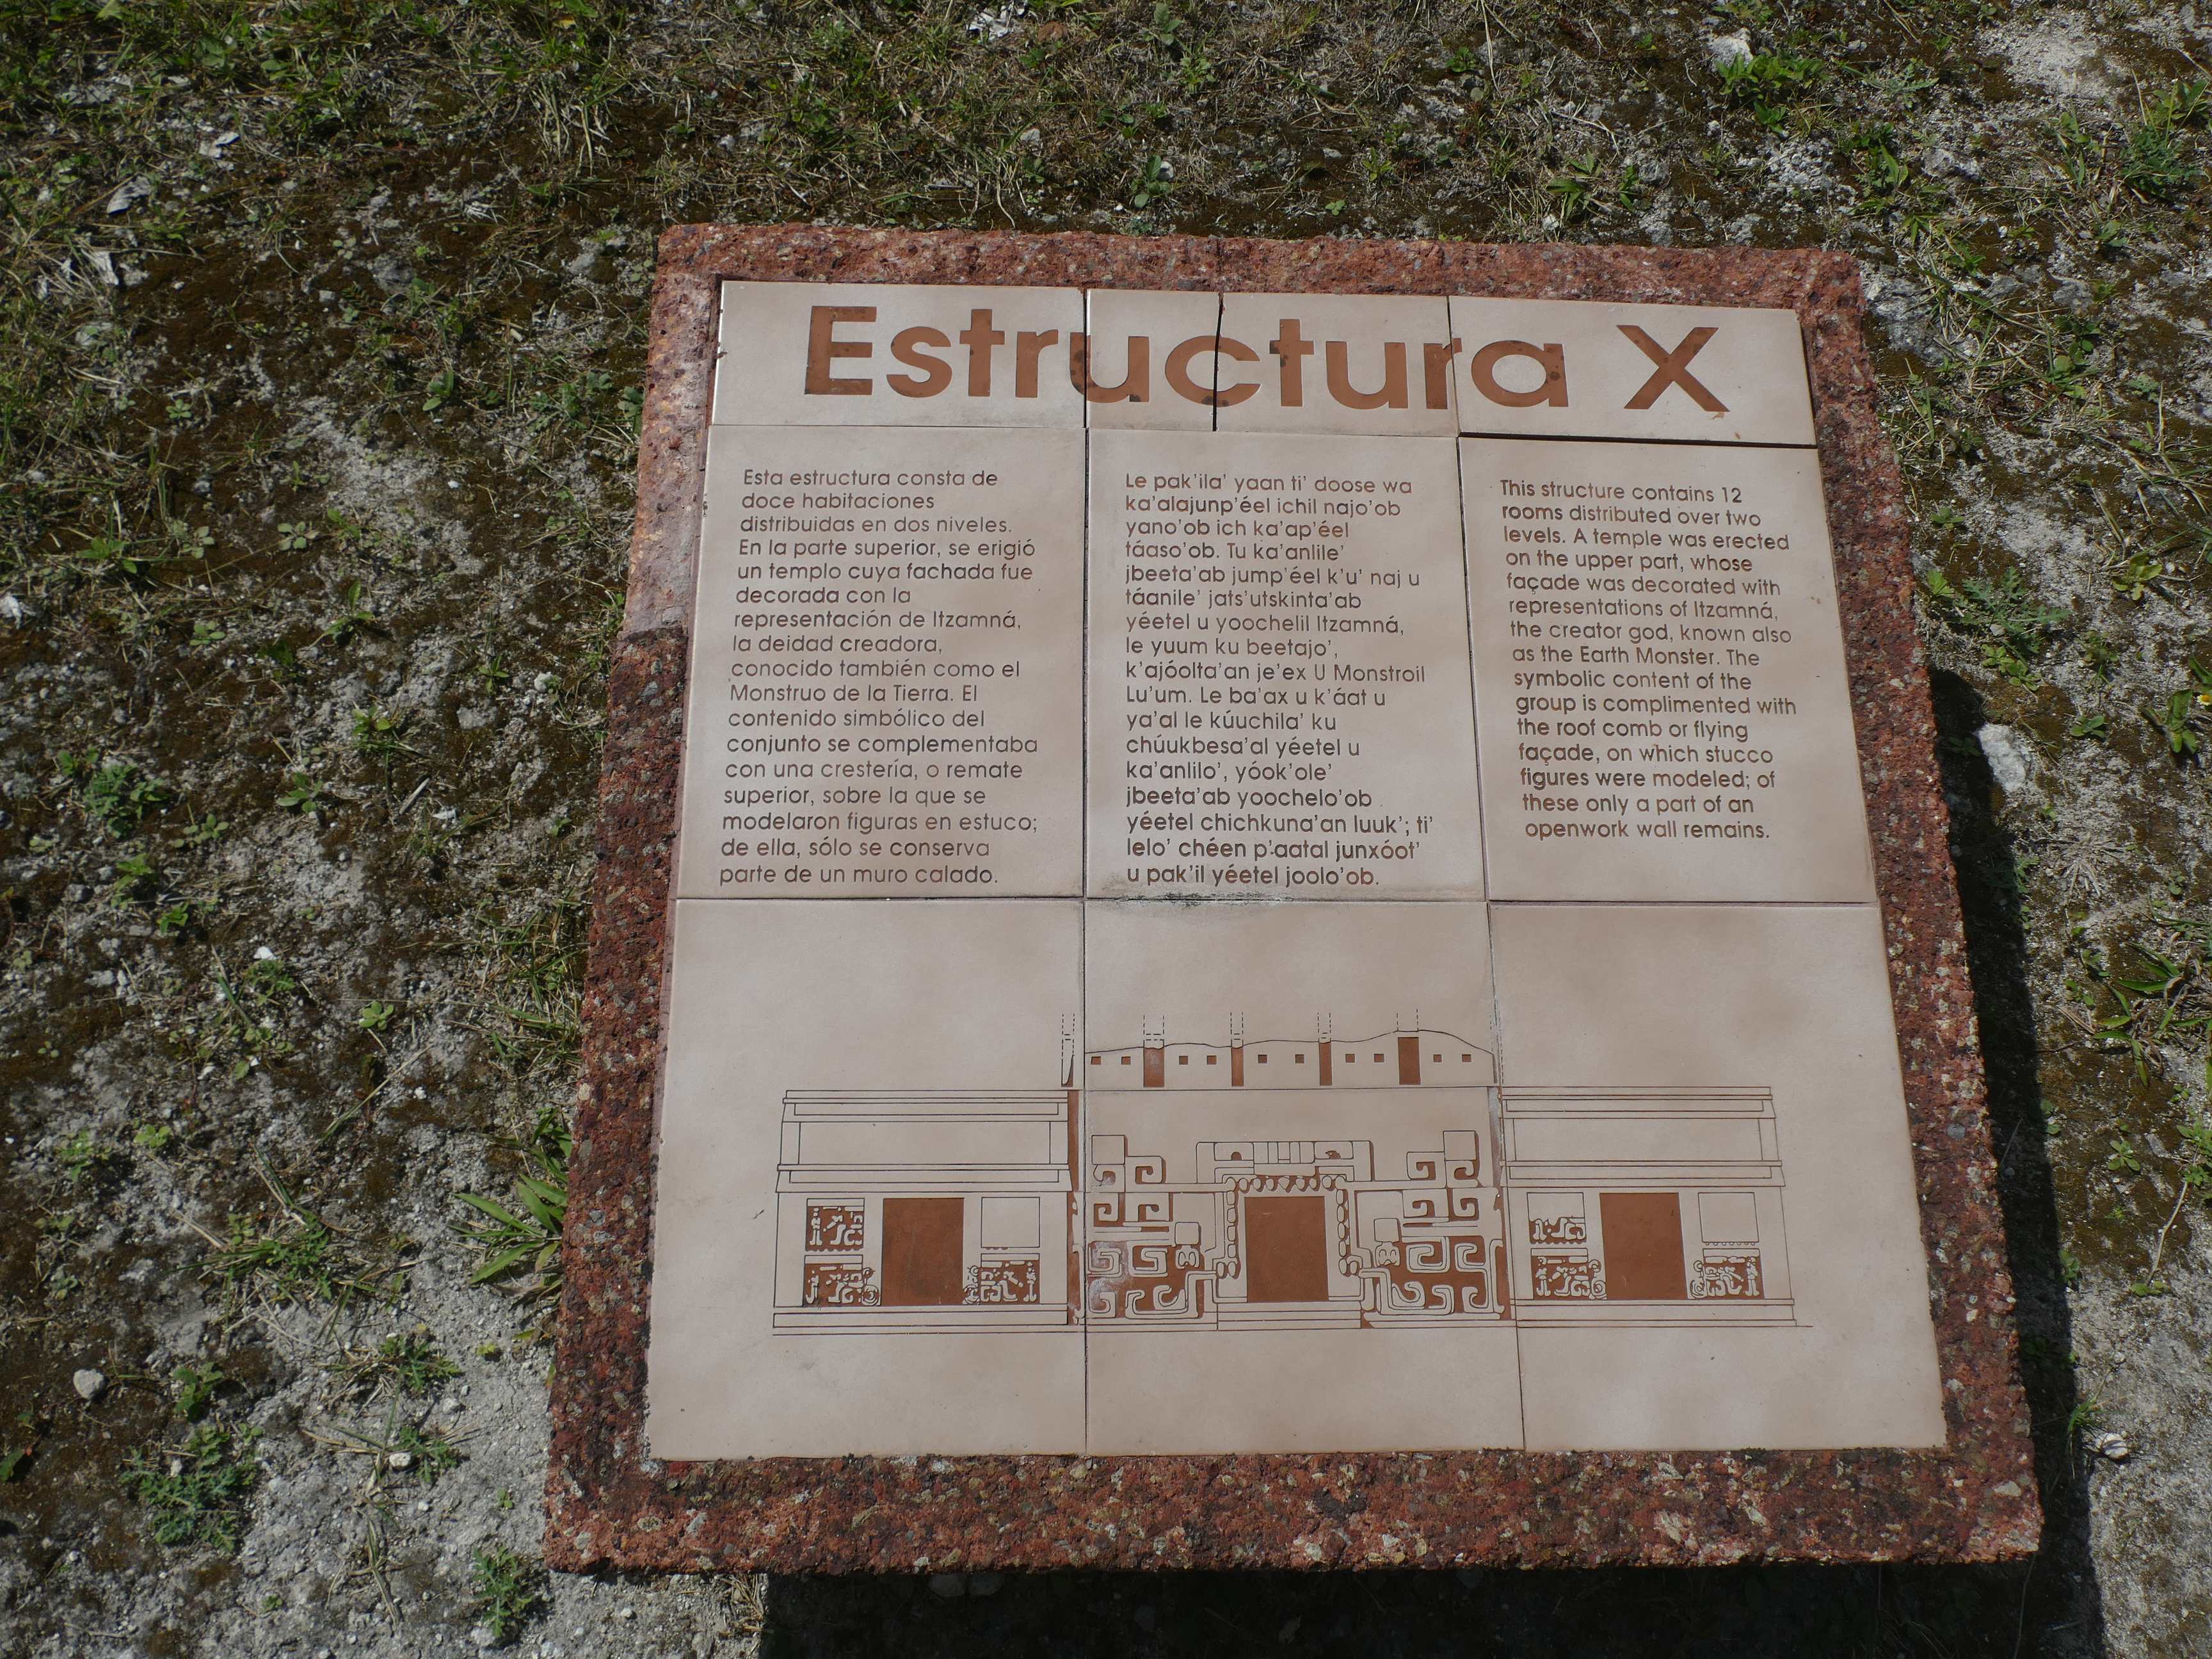 Estructura X
Esta estructura consta de
doce habitaciones
distribuidas en dos niveles.
En la parte superior, se erigió
un templo cuya fachada fue
decorada con la
representación de Itzamná,
la deidad creadora,
conocido también como el
Monstruo de la Tierra. El
contenido simbólico del
conjunto se complementaba
con una crestería, o remate
superior, sobre la que se
modelaron figuras en estuco;
de ella, sólo se conserva
parte de un muro calado.
Le pak'ila' yaan ti' doose wa
ka'alajunp'éel ichil najo'ob
yano'ob ich ka'ap'éel
táaso'ob. Tu ka'anlile'
jbeeta'ab jump'éel k'u' naj u
táanile' jats'utskinta'ab
yéetel u yoochelil Itzamná,
le yuum ku beetajo',
k'ajóolta'an je'ex U Monstroil
Lu'um. Le ba'ax u k'áat u
ya'al le kúuchila' ku
chúukbesa'al yéetel u
ka'anlilo', yóok'ole'
jbeeta'ab yoochelo'ob
yéetel chichkuna'an luuk'; ti'
lelo' chéen p'aatal junxóot'
u pak'il yéetel joolo'ob.
This structure contains 12
rooms distributed over two
levels. A temple was erected
on the upper part, whose
façade was decorated with
representations of Itzamná,
the creator god, known also
as the Earth Monster. The
symbolic content of the
group is complimented with
the roof comb or flying
façade, on which stucco
figures were modeled; of
these only a part of an
openwork wall remains.